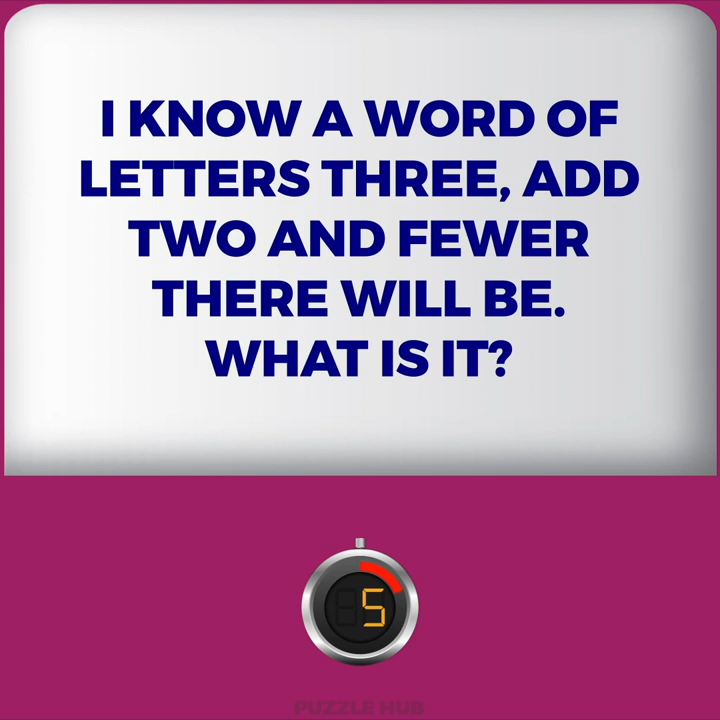 I KNOW A WORD OF
LETTERS THREE, ADD
TWO AND FEWER
THERE WILL BE.
WHAT IS IT?
5
PUZZLE HUB